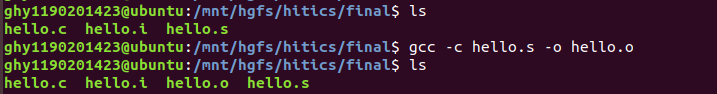 ghy1190201423@ubuntu:/mnt/hgfs/hitics/final$ ls
hello.c  hello.i  hello.s
ghy1190201423@ubuntu:/mnt/hgfs/hitics/final$ gcc -c hello.s -o hello.o
ghy1190201423@ubuntu:/mnt/hgfs/hitics/final$ ls
hello.c  hello.i  hello.o  hello.s